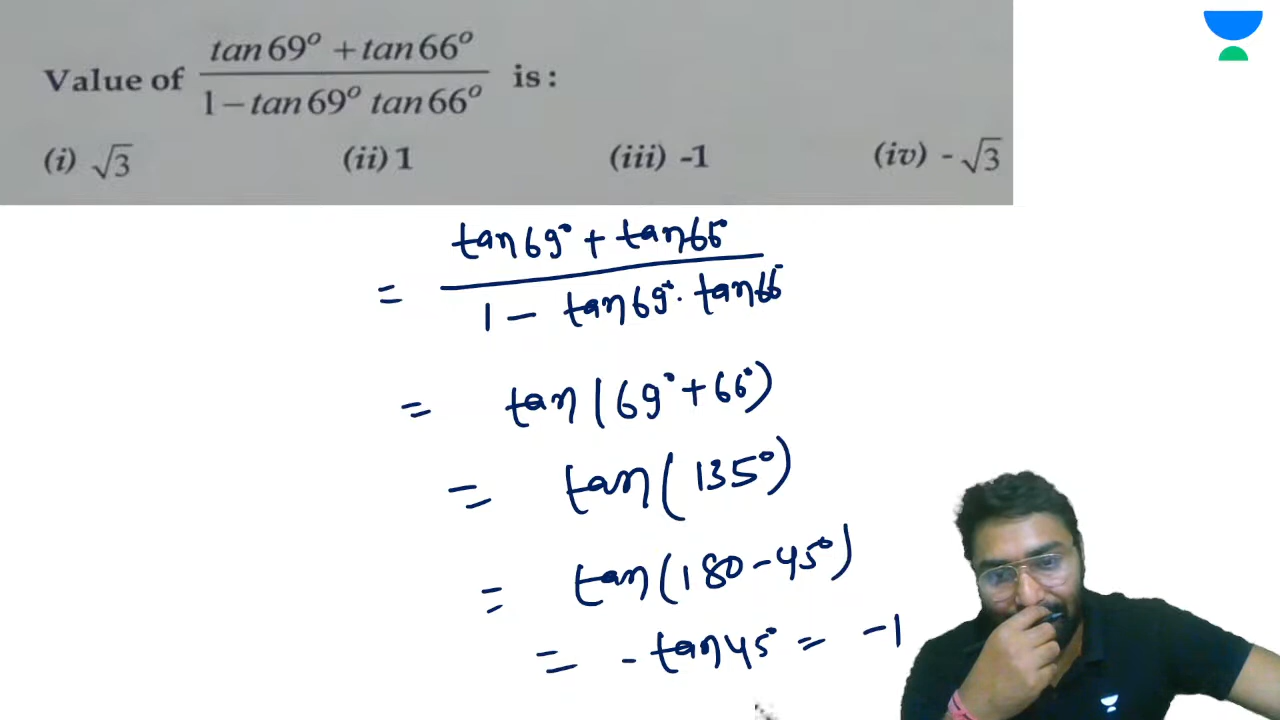 Value of (tan 69° + tan 66°) / (1 − tan 69° tan 66°) is :
(i) √3 (ii) 1 (iii) -1 (iv) - √3
= (tan 69° + tan 66°) / (1 − tan 69° · tan 66°)
= tan (69° + 66°)
= tan (135°)
= tan (180 − 45°)
= - tan 45° = -1